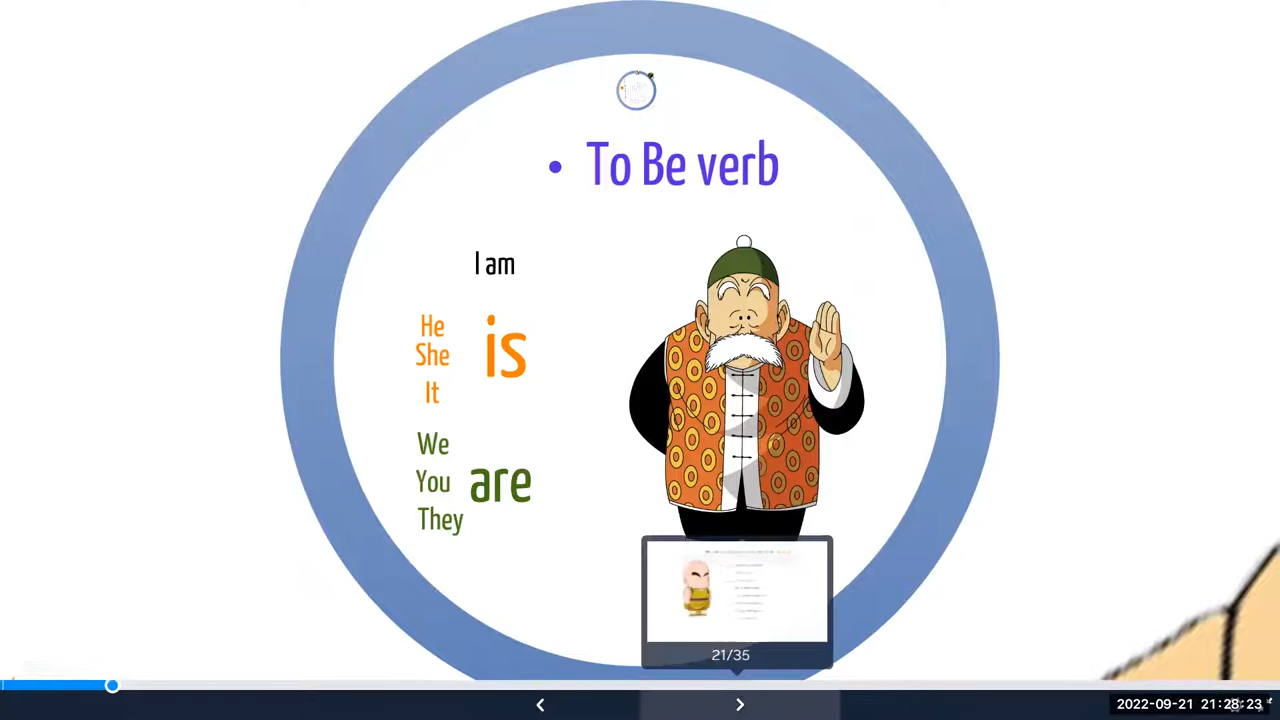 • To Be verb
I am
He
She
It
is
We
You
They
are
21/35
2022-09-21 21:28:23